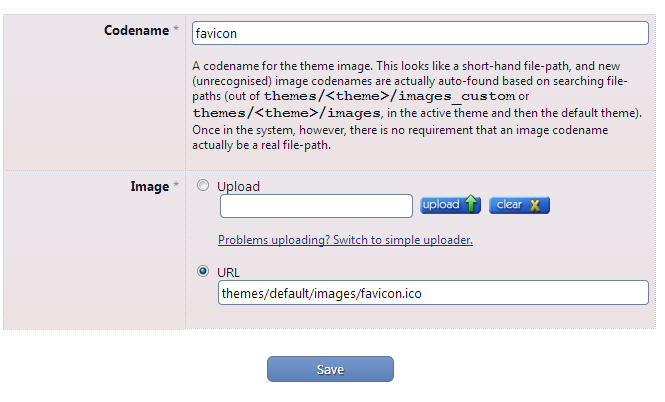 Codename *
favicon
A codename for the theme image. This looks like a short-hand file-path, and new
(unrecognised) image codenames are actually auto-found based on searching file-
paths (out of themes/<theme>/images_custom or
themes/<theme>/images, in the active theme and then the default theme).
Once in the system, however, there is no requirement that an image codename
actually be a real file-path.
Image *
Upload
upload
clear X
Problems uploading? Switch to simple uploader.
URL
themes/default/images/favicon.ico
Save